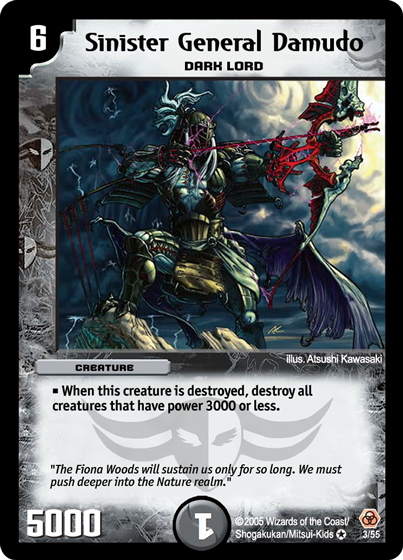 6
Sinister General Damudo
DARK LORD
illus. Atsushi Kawasaki
CREATURE
▪ When this creature is destroyed, destroy all
creatures that have power 3000 or less.
"The Fiona Woods will sustain us only for so long. We must
push deeper into the Nature realm."
5000
1
©2005 Wizards of the Coast/
Shogakukan/Mitsui-Kids ✪
3/55